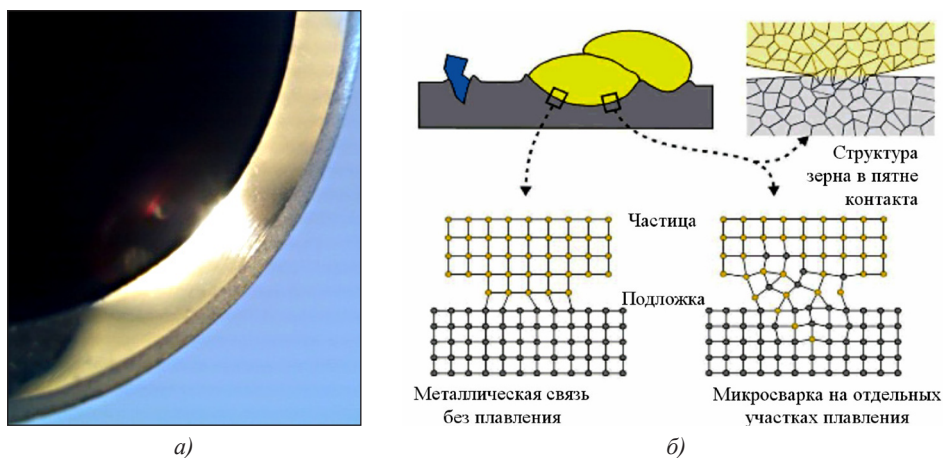 Структура
зерна в пятне
контакта
Частица
Подложка
Металлическая связь
без плавления
Микросварка на отдельных
участках плавления
а)
б)